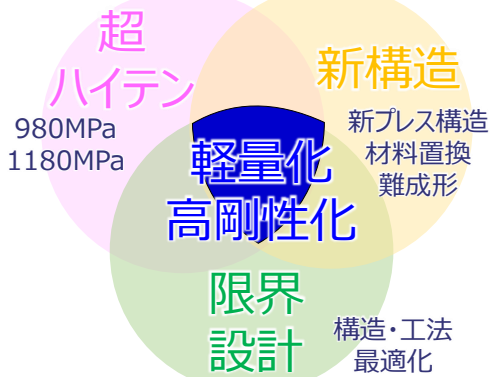 超
ハイテン
980MPa
1180MPa
新構造
新プレス構造
材料置換
難成形
軽量化
高剛性化
限界
設計
構造・工法
最適化